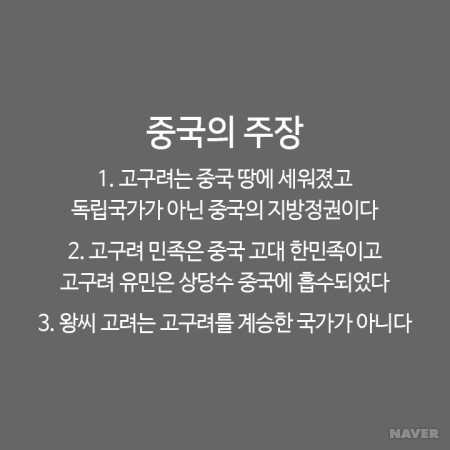 중국의 주장
1. 고구려는 중국 땅에 세워졌고
독립국가가 아닌 중국의 지방정권이다
2. 고구려 민족은 중국 고대 한민족이고
고구려 유민은 상당수 중국에 흡수되었다
3. 왕씨 고려는 고구려를 계승한 국가가 아니다
NAVER